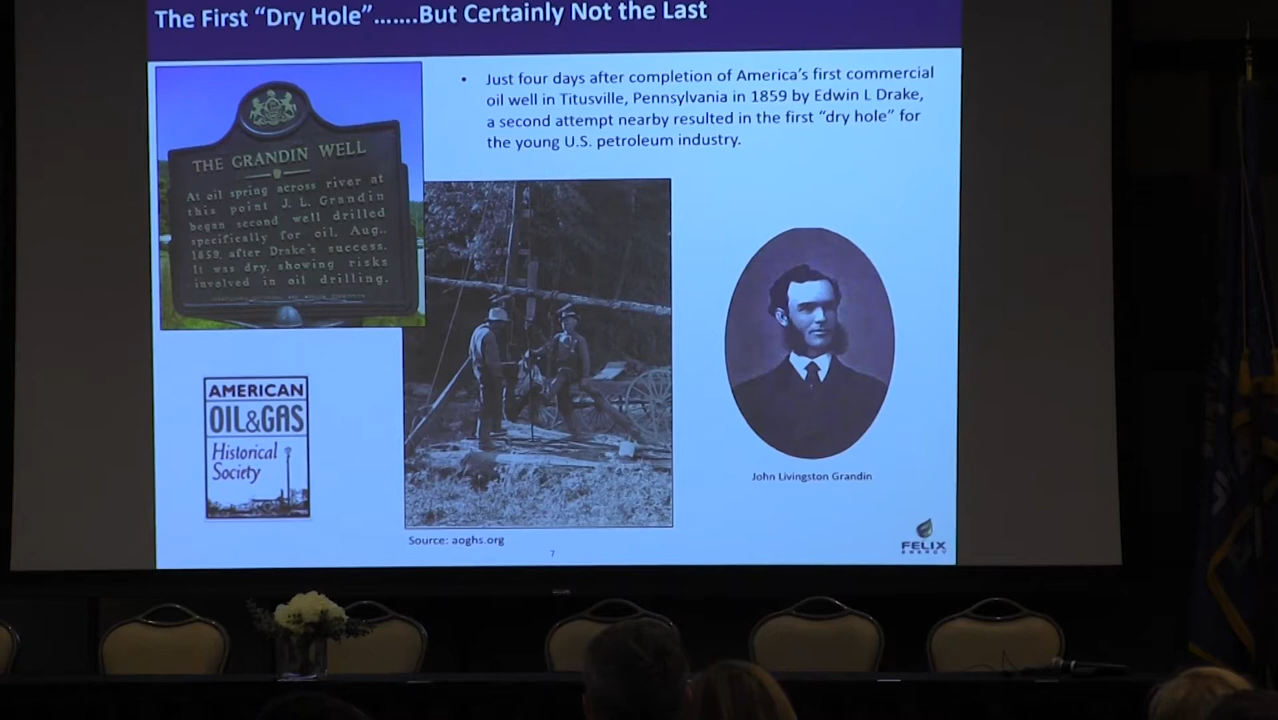 The First “Dry Hole”.......But Certainly Not the Last
• Just four days after completion of America’s first commercial
oil well in Titusville, Pennsylvania in 1859 by Edwin L Drake,
a second attempt nearby resulted in the first “dry hole” for
the young U.S. petroleum industry.
THE GRANDIN WELL
At oil spring across river at
this point J. L. Grandin
began second well drilled
specifically for oil, Aug.,
1859, after Drake's success.
It was dry, showing risks
involved in oil drilling.
AMERICAN
OIL&GAS
Historical
Society
John Livingston Grandin
Source: aoghs.org
7
FELIX
ENERGY